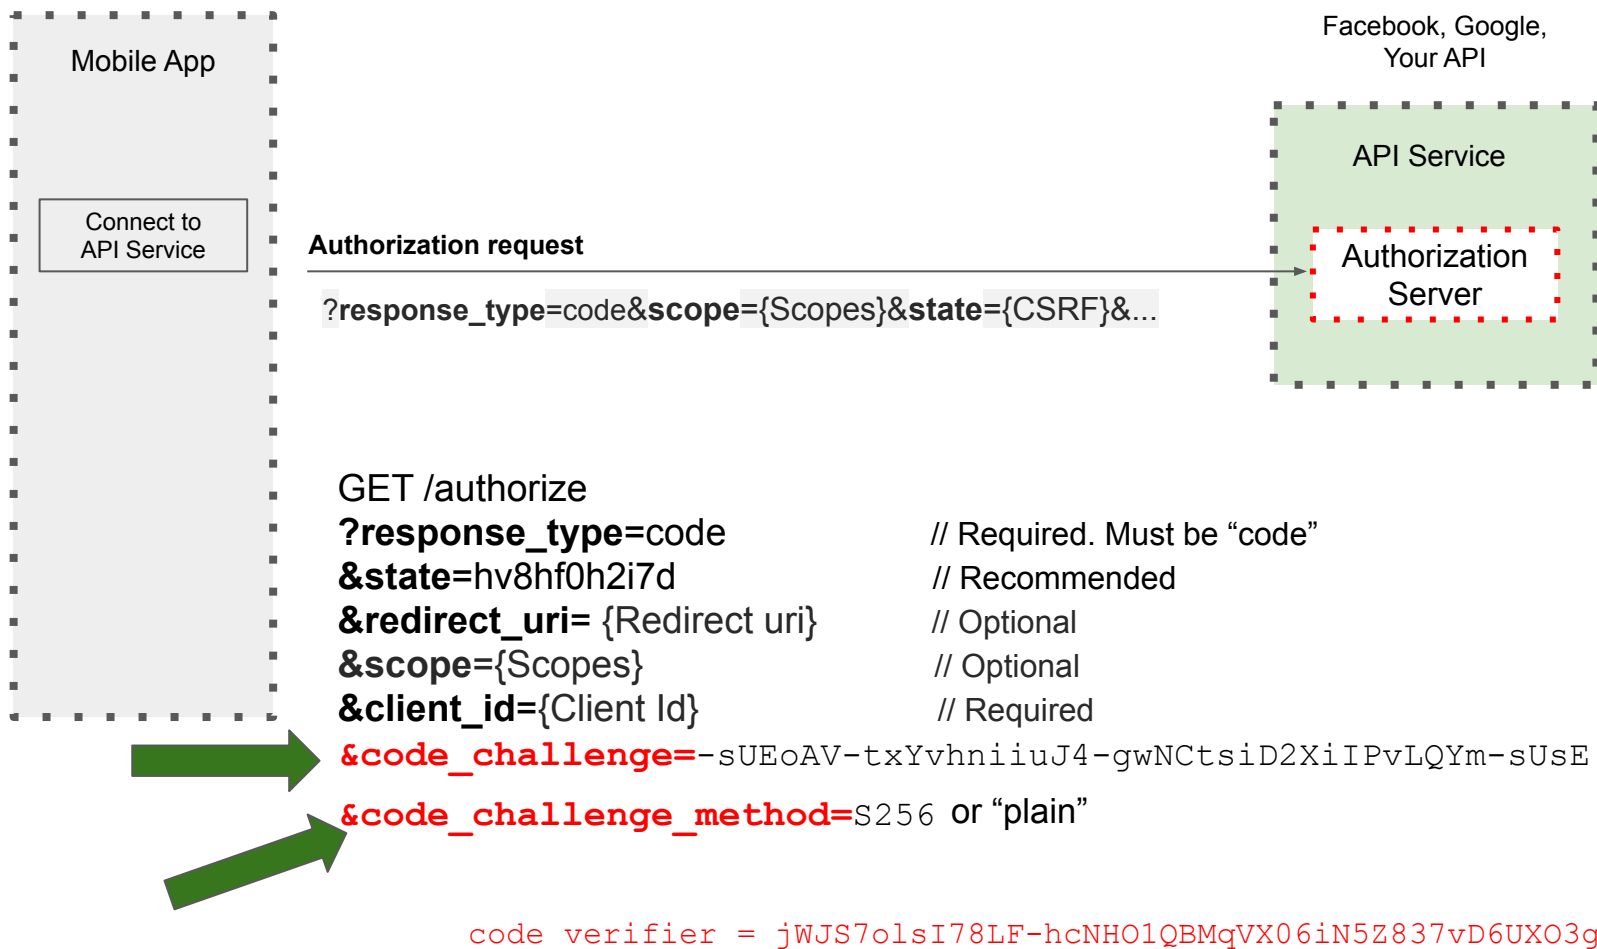 Mobile App
Facebook, Google,
Your API
API Service
Connect to
API Service
Authorization request
Authorization
Server
?response_type=code&scope={Scopes}&state={CSRF}&...
GET /authorize
?response_type=code // Required. Must be “code”
&state=hv8hf0h2i7d // Recommended
&redirect_uri= {Redirect uri} // Optional
&scope={Scopes} // Optional
&client_id={Client Id} // Required
&code_challenge=-sUEoAV-txYvhniiuJ4-gwNCtsiD2XiIPvLQYm-sUsE
&code_challenge_method=S256 or “plain”
code verifier = jWJS7olsI78LF-hcNHO1QBMqVX06iN5Z837vD6UXO3g